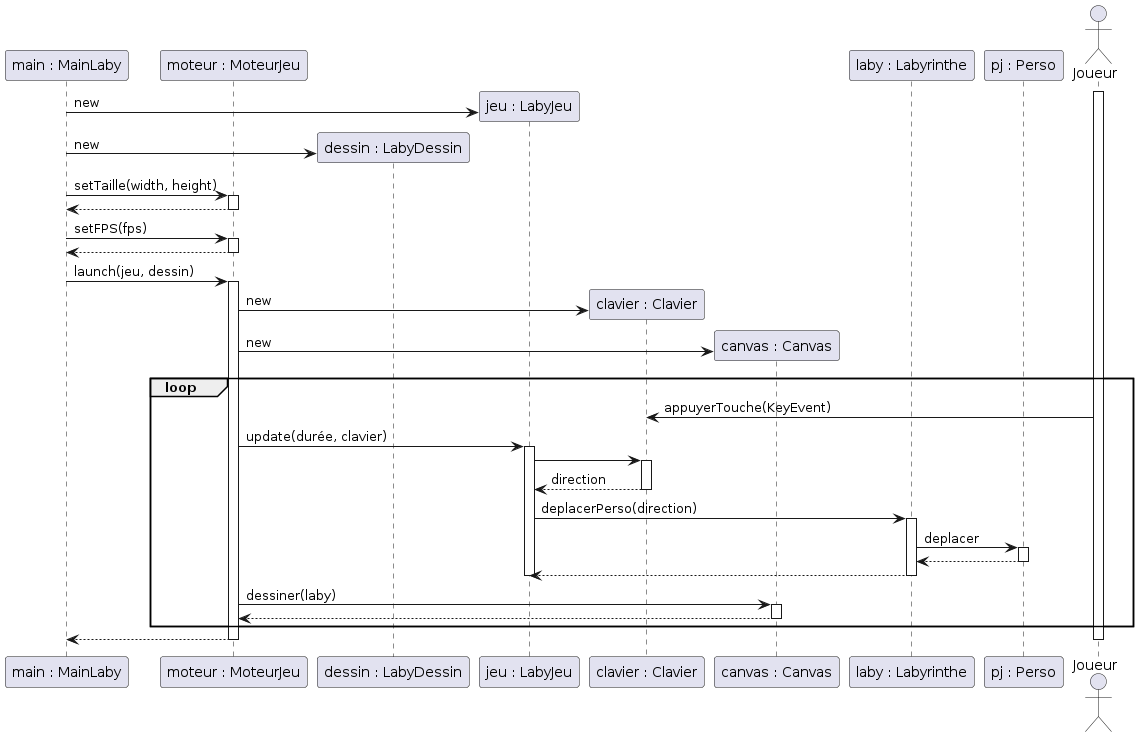 Joueur
main : MainLaby
moteur : MoteurJeu
laby : Labyrinthe
pj : Perso
new
jeu : LabyJeu
new
dessin : LabyDessin
setTaille(width, height)
setFPS(fps)
launch(jeu, dessin)
new
clavier : Clavier
new
canvas : Canvas
loop
appuyerTouche(KeyEvent)
update(durée, clavier)
direction
deplacerPerso(direction)
deplacer
dessiner(laby)
main : MainLaby
moteur : MoteurJeu
dessin : LabyDessin
jeu : LabyJeu
clavier : Clavier
canvas : Canvas
laby : Labyrinthe
pj : Perso
Joueur